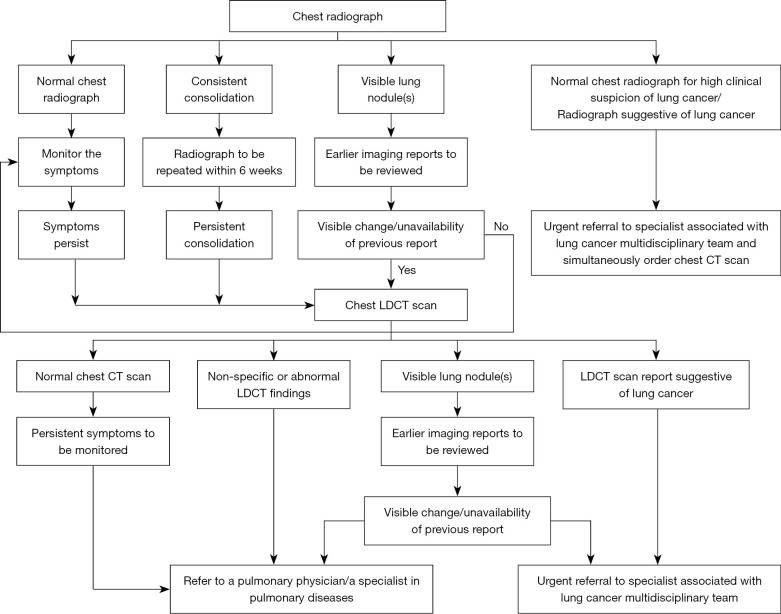 Chest radiograph
Normal chest
radiograph
Consistent
consolidation
Visible lung
nodule(s)
Normal chest radiograph for high clinical
suspicion of lung cancer/
Radiograph suggestive of lung cancer
Monitor the
symptoms
Radiograph to be
repeated within 6 weeks
Earlier imaging reports to
be reviewed
Symptoms
persist
Persistent
consolidation
Visible change/unavailability
of previous report
No
Urgent referral to specialist associated with
lung cancer multidisciplinary team and
simultaneously order chest CT scan
Yes
Chest LDCT scan
Normal chest CT scan
Non-specific or abnormal
LDCT findings
Visible lung nodule(s)
LDCT scan report suggestive
of lung cancer
Persistent symptoms to
be monitored
Earlier imaging reports to
be reviewed
Visible change/unavailability
of previous report
Refer to a pulmonary physician/a specialist in
pulmonary diseases
Urgent referral to specialist associated with
lung cancer multidisciplinary team